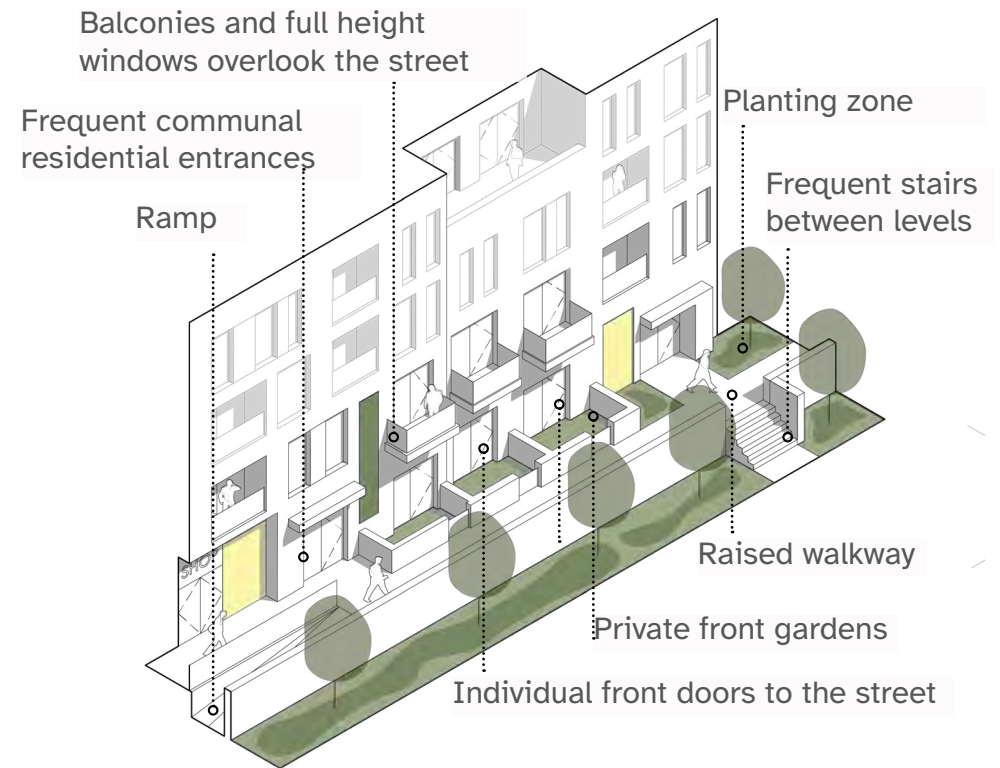 Balconies and full height
windows overlook the street
Frequent communal
residential entrances
Ramp
Planting zone
Frequent stairs
between levels
SHO
Raised walkway
Private front gardens
Individual front doors to the street